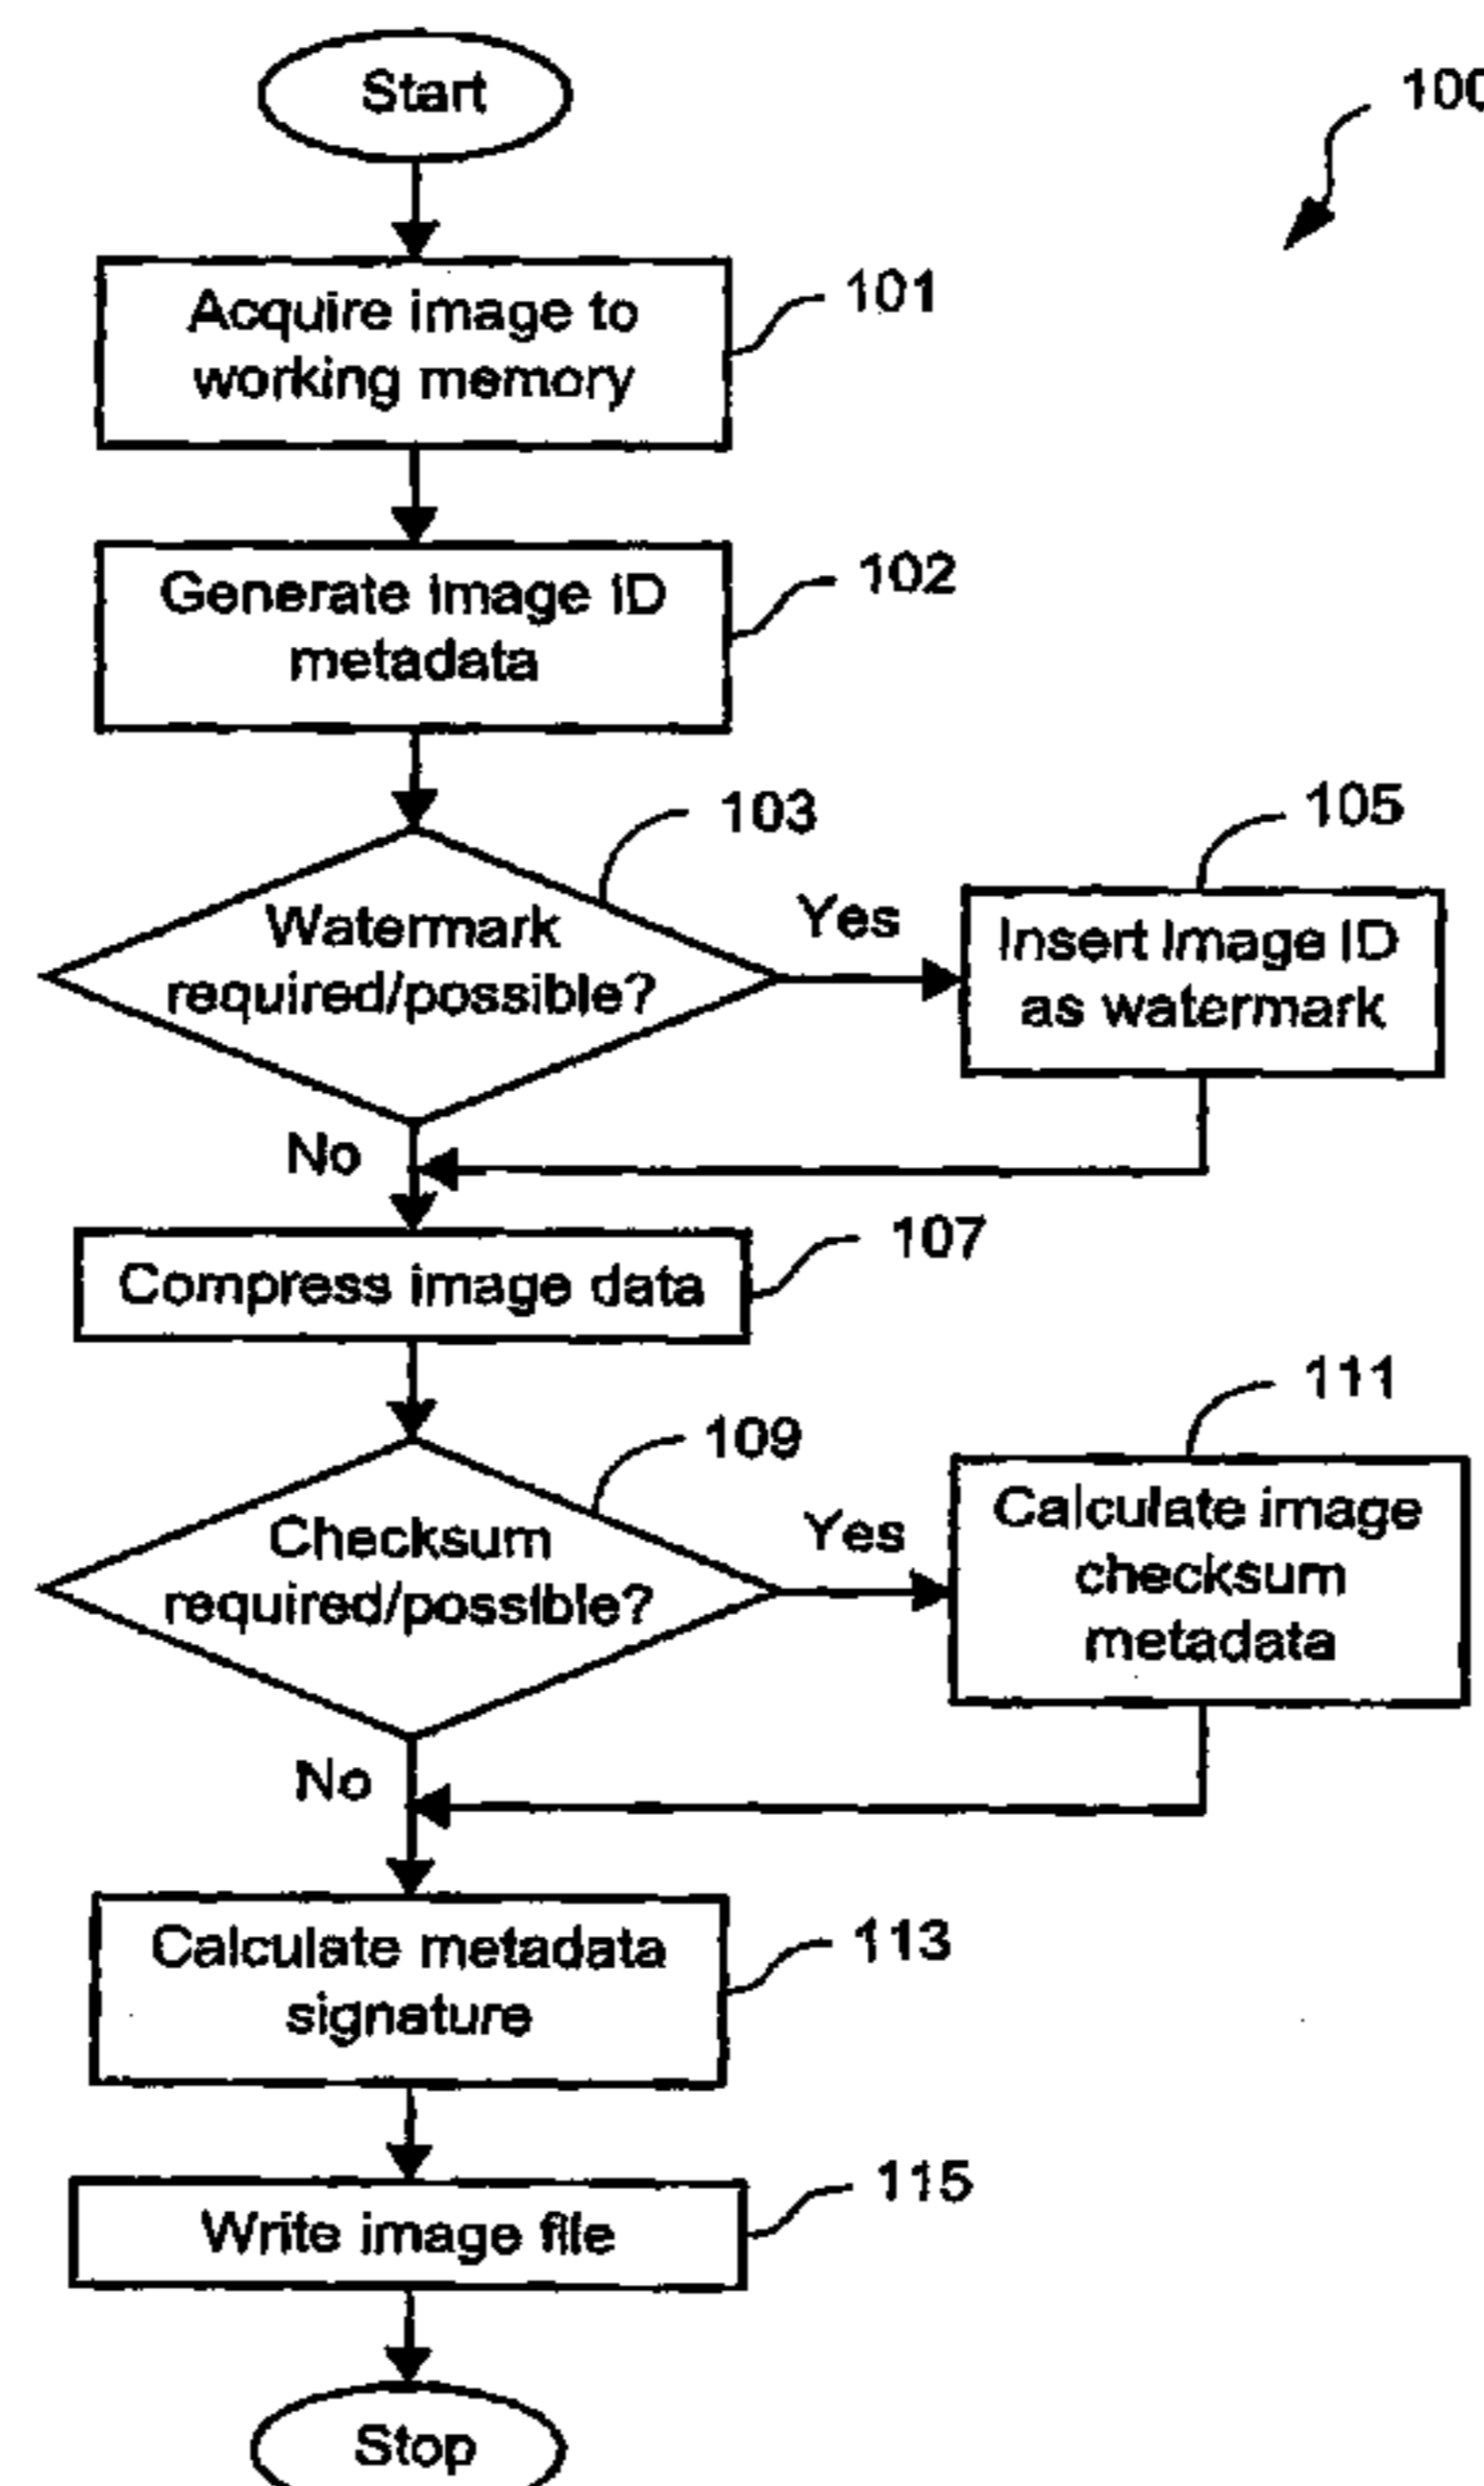 Start
100
Acquire image to
working memory
101
Generate image ID
metadata
102
Watermark
required/possible?
103
Yes
Insert Image ID
as watermark
105
No
Compress image data
107
Checksum
required/possible?
109
Yes
Calculate image
checksum
metadata
111
No
Calculate metadata
signature
113
Write image file
115
Stop